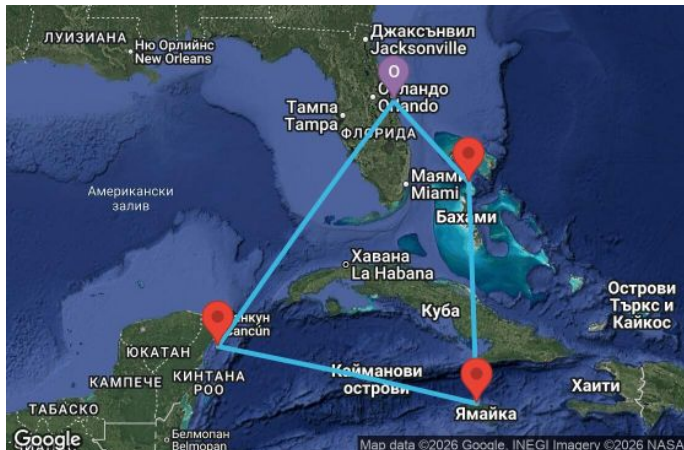 Джаксънвил
Jacksonville
ЛУИЗИАНА
Ню Орлийнс
New Orleans
O
Орландо
Orlando
Тампа
Tampa
ФЛОРИДА
Американски
залив
Маями
Miami
Бахами
Хавана
La Habana
Куба
Острови
Търкс и
Кайкос
Cancún
ЮКАТАН
КАМПЕЧЕ
КИНТАНА
РОО
Кайманови
острови
Хаити
Ямайка
ТАБАСКО
Белмопан
Belmopan
Google
Map data ©2026 Google, INEGI Imagery ©2026 NASA